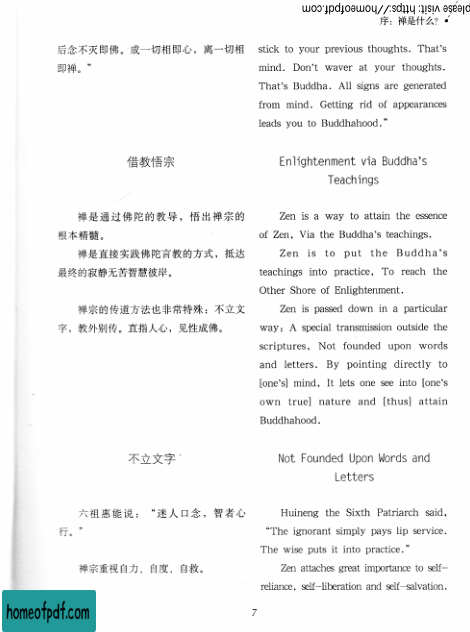 please visit: https://homeofpdf.com
序：禅是什么？•
后念不灭即佛。成一切相即心，离一切相
即禅。”
stick to your previous thoughts. That's
mind. Don't waver at your thoughts.
That's Buddha. All signs are generated
from mind. Getting rid of appearances
leads you to Buddhahood.”
借教悟宗
Enlightenment via Buddha's
Teachings
禅是通过佛陀的教导，悟出禅宗的
根本精髓。
禅是直接实践佛陀言教的方式，抵达
最终的寂静无苦智慧彼岸。
Zen is a way to attain the essence
of Zen, Via the Buddha's teachings.
Zen is to put the Buddha's
teachings into practice, To reach the
Other Shore of Enlightenment.
禅宗的传道方法也非常特殊：不立文
字，教外别传。直指人心，见性成佛。
Zen is passed down in a particular
way: A special transmission outside the
scriptures, Not founded upon words
and letters. By pointing directly to
[one's] mind, It lets one see into [one's
own true] nature and [thus] attain
Buddhahood.
不立文字
Not Founded Upon Words and
Letters
六祖惠能说：“迷人口念，智者心
行。”
Huineng the Sixth Patriarch said,
“The ignorant simply pays lip service.
The wise puts it into practice.”
禅宗重视自力、自度、自救。
Zen attaches great importance to self-
reliance, self-liberation and self-salvation.
homeofpdf.com
7